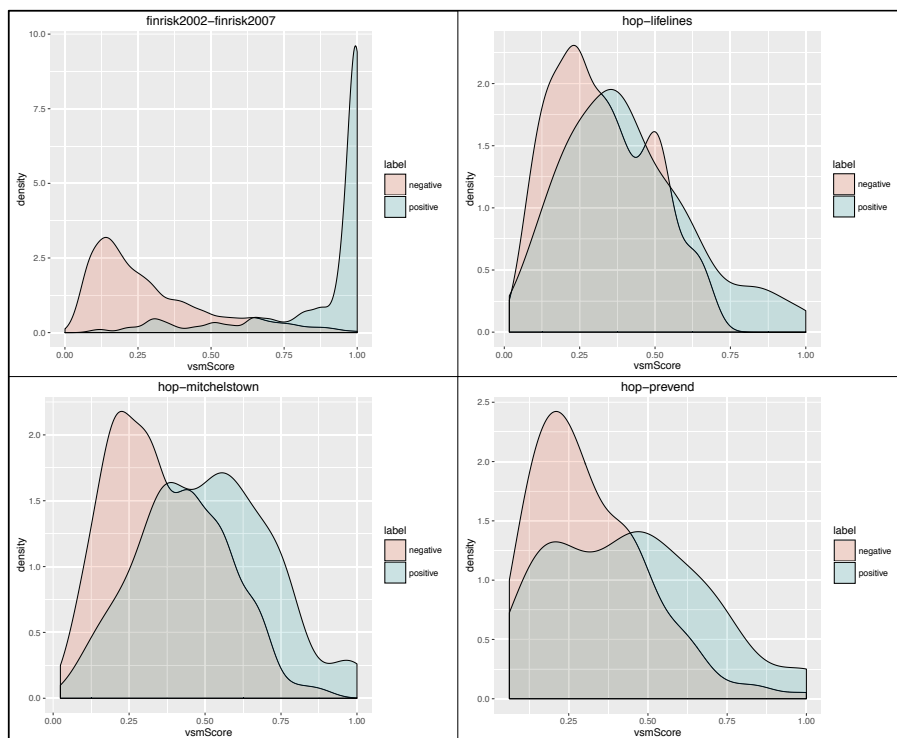 finrisk2002−finrisk2007
10.0
7.5
5.0
2.5
0.0
density
0.00 0.25 0.50 0.75 1.00
vsmScore
label
negative
positive
hop−lifelines
2.0
1.5
1.0
0.5
0.0
density
0.00 0.25 0.50 0.75 1.00
vsmScore
label
negative
positive
hop−mitchelstown
2.0
1.5
1.0
0.5
0.0
density
0.00 0.25 0.50 0.75 1.00
vsmScore
label
negative
positive
hop−prevend
2.5
2.0
1.5
1.0
0.5
0.0
density
0.25 0.50 0.75 1.00
vsmScore
label
negative
positive